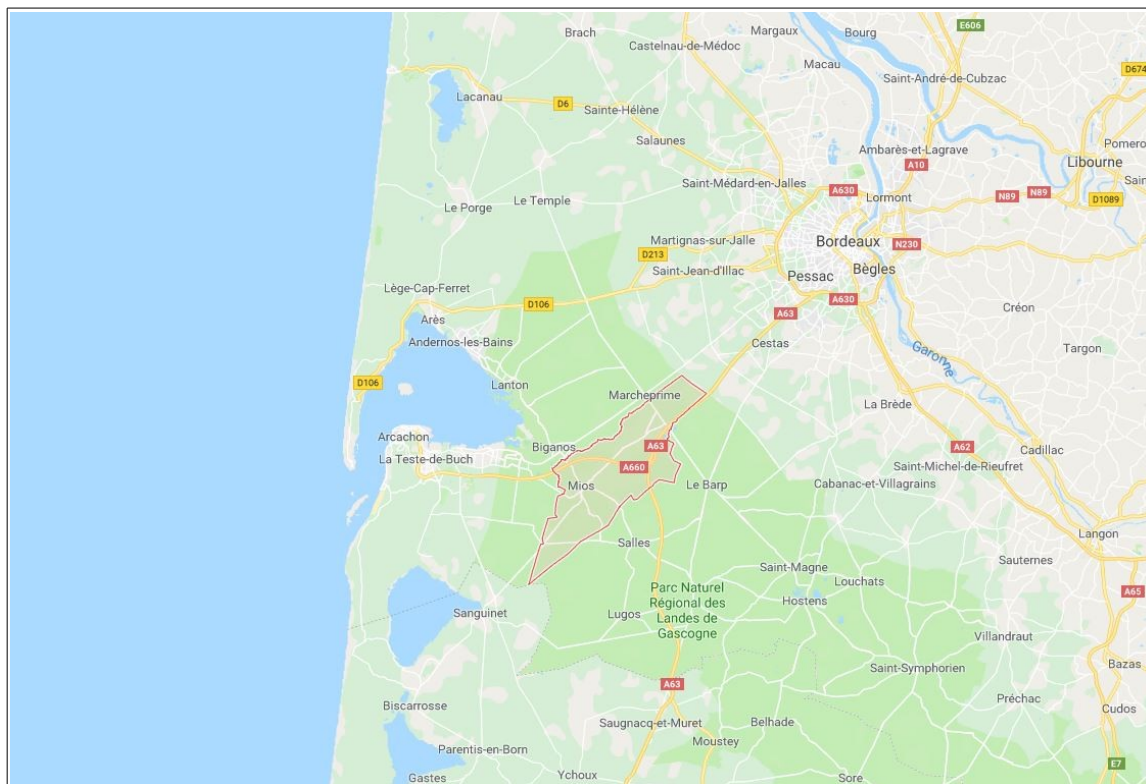 E606
Margaux
Bourg
Brach
Castelnau-de-Médoc
Macau
Saint-André-de-Cubzac
D674
Lacanau
D6
Sainte-Hélène
Salaunes
Ambarès-et-Lagrave
Pomero
Libourne
A10
Sain
Saint-Médard-en-Jalles
A630
Lormont
N89
N89
D1089
Le Porge
Le Temple
Martignas-sur-Jalle
Bordeaux
N230
D213
Saint-Jean-d'Illac
Pessac
Bègles
Lège-Cap-Ferret
D106
A630
Créon
Arès
A63
Andernos-les-Bains
Cestas
Garonne
Targon
D106
Lanton
Marcheprime
La Brède
Arcachon
Biganos
A63
A62
Cadillac
La Teste-de-Buch
A660
Saint-Michel-de-Rieufret
Mios
Le Barp
Cabanac-et-Villagrains
Salles
Langon
Sauternes
Saint-Magne
Louchats
Parc Naturel
Régional des
Landes de
Gascogne
A65
Hostens
Sanguinet
Lugos
Villandraut
Saint-Symphorien
Bazas
A63
Préchac
Biscarrosse
Cudos
Saugnacq-et-Muret
Belhade
Moustey
Parentis-en-Born
E7
Ychoux
Gastes
Sore